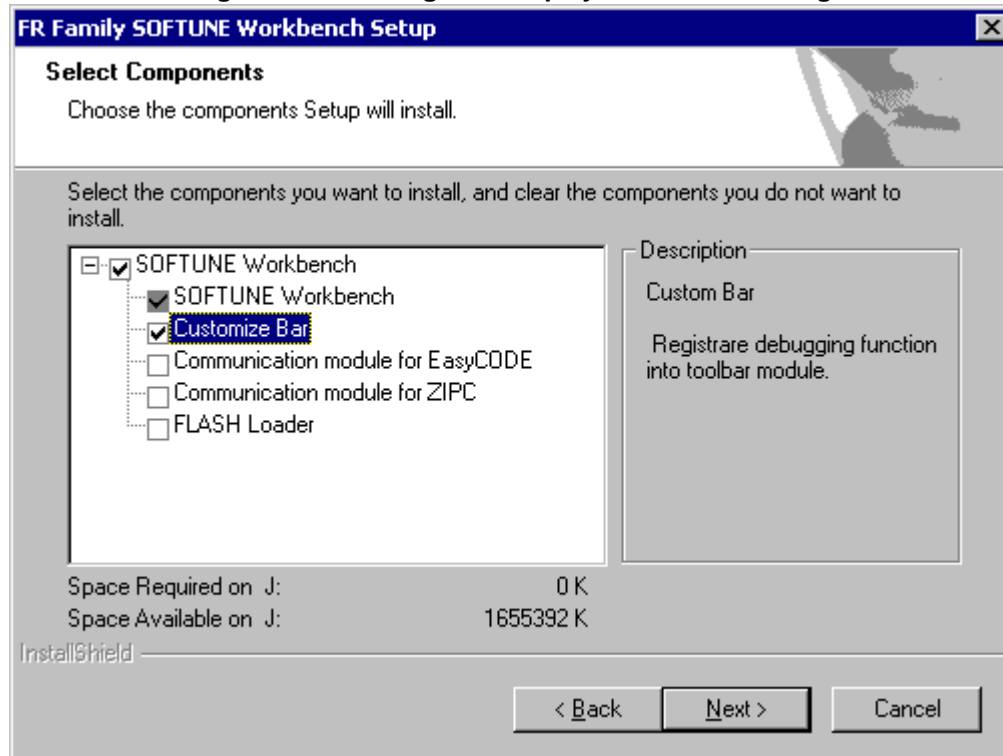 FR Family SOFTUNE Workbench Setup
Select Components
Choose the components Setup will install.
Select the components you want to install, and clear the components you do not want to
install.
SOFTUNE Workbench
SOFTUNE Workbench
Customize Bar
Communication module for EasyCODE
Communication module for ZIPC
FLASH Loader
Description
Custom Bar
Registrare debugging function
into toolbar module.
Space Required on J: 0 K
Space Available on J: 1655392 K
InstallShield
< Back Next > Cancel